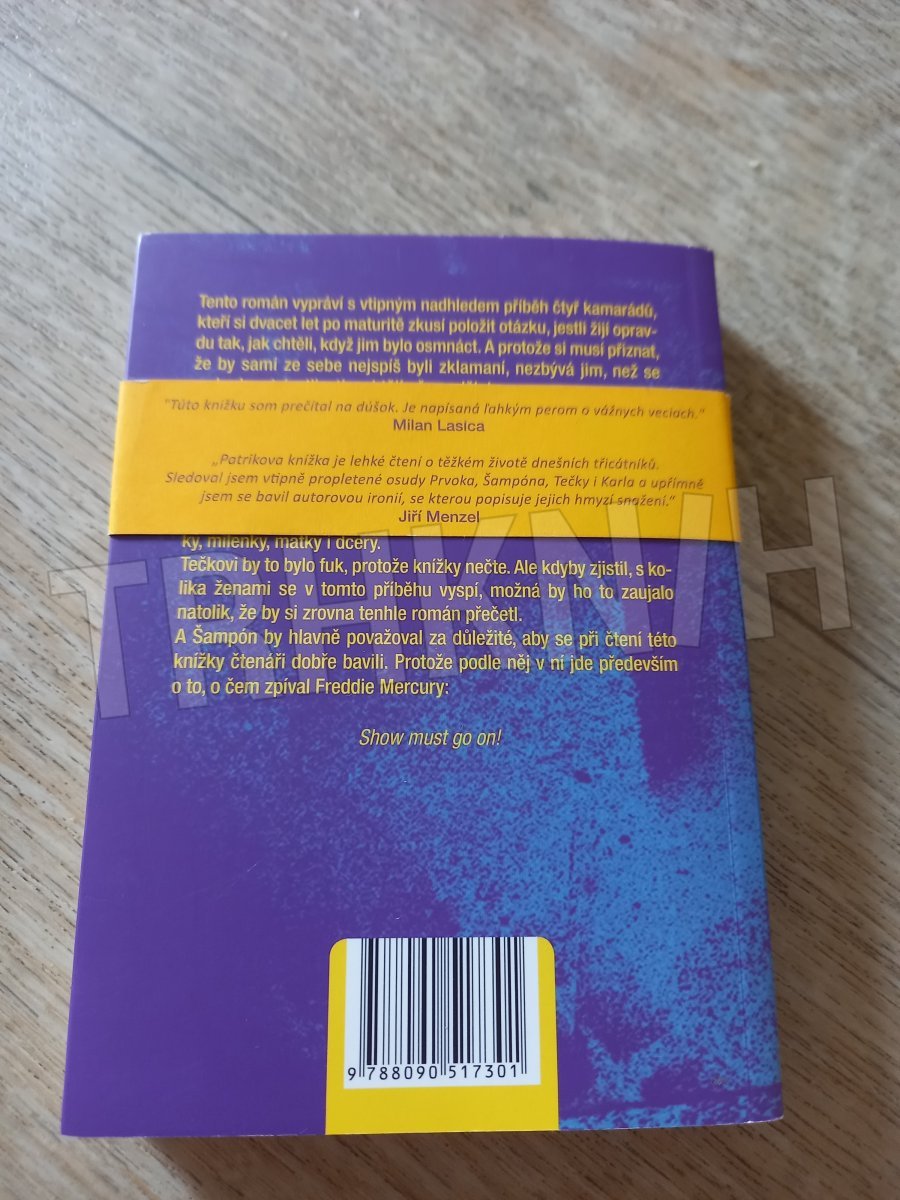 Tento román vypráví s vtipným nadhledem příběh čtyř kamarádů,
kteří si dvacet let po maturitě zkusí položit otázku, jestli žijí oprav-
du tak, jak chtěli, když jim bylo osmnáct. A protože si musí přiznat,
že by sami ze sebe nejspíš byli zklamaní, nezbývá jim, než se
"Túto knížku som prečítal na dúšok. Je napísaná ľahkým perom o vážnych veciach."
Milan Lasica
„Patrikova knížka je lehké čtení o těžkém životě dnešních třicátníků.
Sledoval jsem vtipně propletené osudy Prvoka, Šampóna, Tečky i Karla a upřímně
jsem se bavil autorovou ironií, se kterou popisuje jejich hmyzí snažení."
Jiří Menzel
ky, milenky, matky i dcery.
Tečkovi by to bylo fuk, protože knížky nečte. Ale kdyby zjistil, s ko-
lika ženami se v tomto příběhu vyspí, možná by ho to zaujalo
natolik, že by si zrovna tenhle román přečetl.
A Šampón by hlavně považoval za důležité, aby se při čtení této
knížky čtenáři dobře bavili. Protože podle něj v ní jde především
o to, o čem zpíval Freddie Mercury:
Show must go on!
9 788090 517301
TRHKNIH